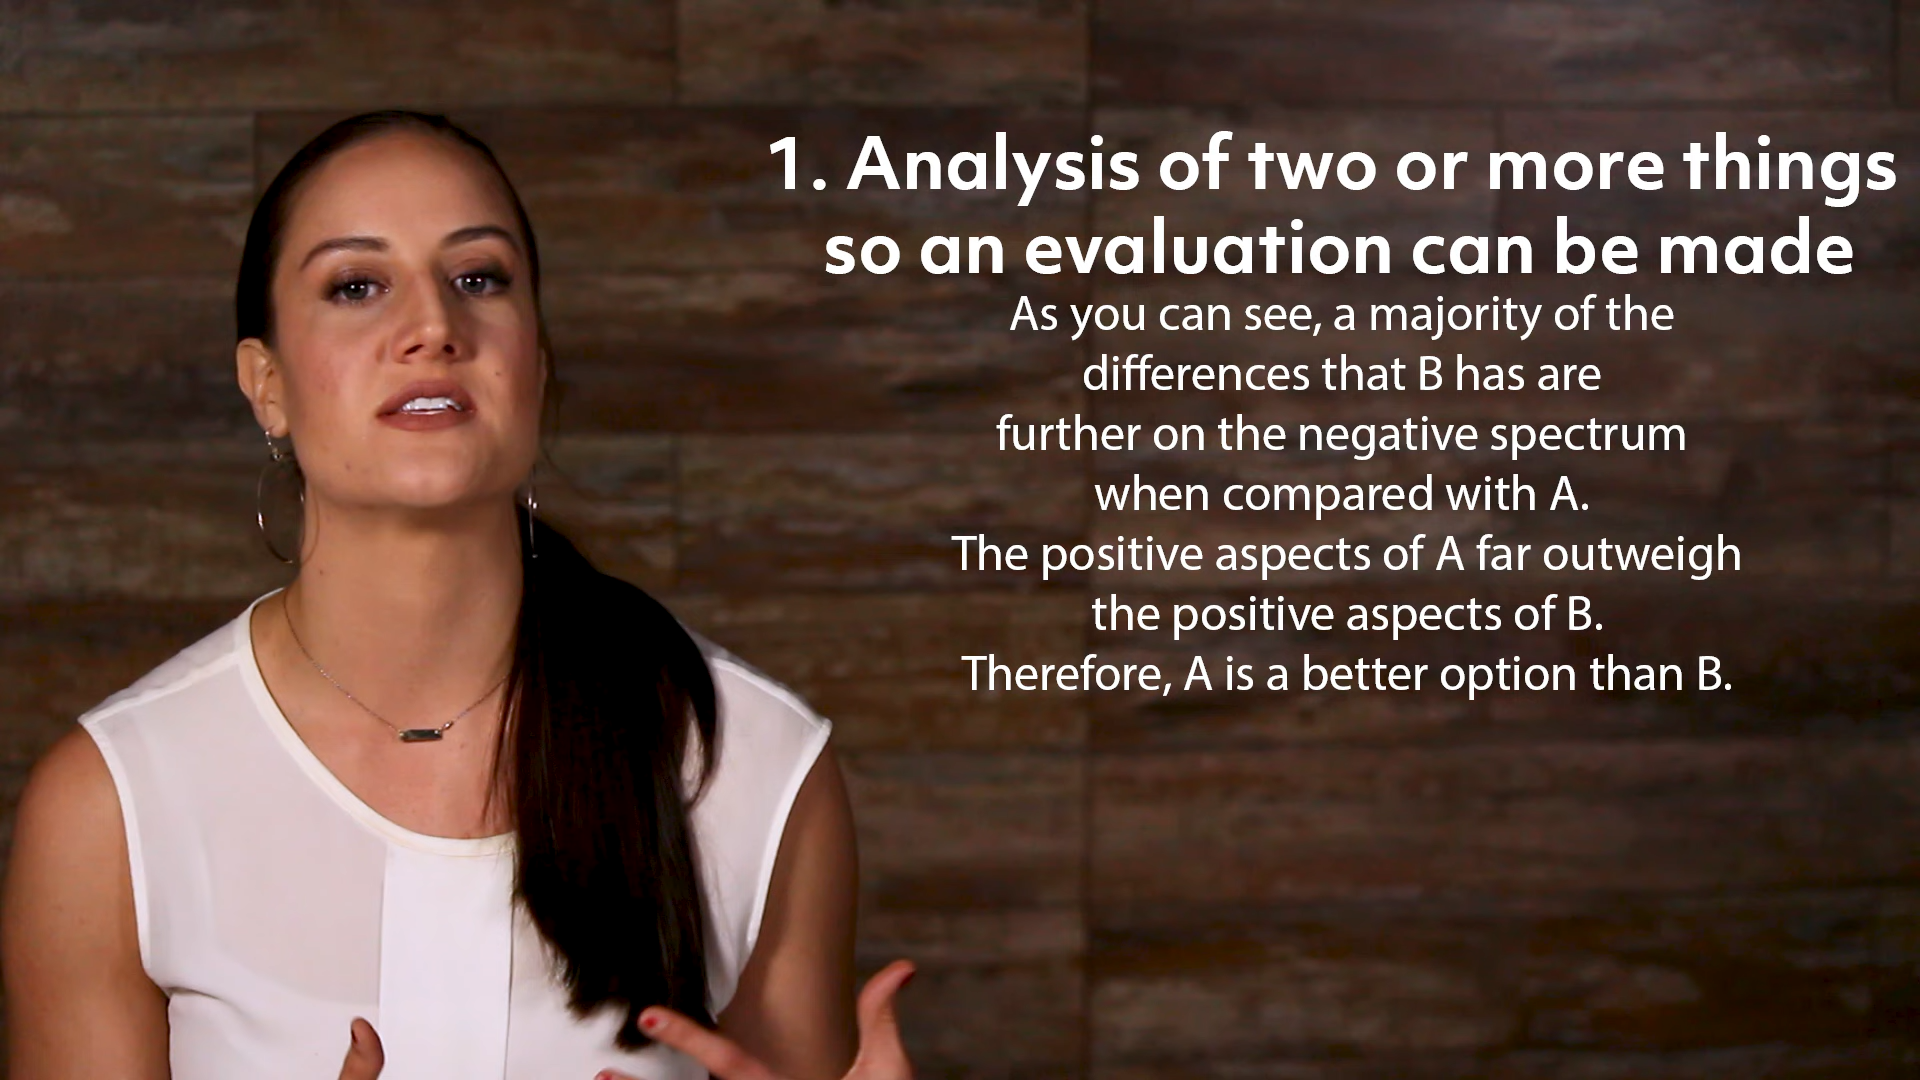 1. Analysis of two or more things
so an evaluation can be made
As you can see, a majority of the
differences that B has are
further on the negative spectrum
when compared with A.
The positive aspects of A far outweigh
the positive aspects of B.
Therefore, A is a better option than B.